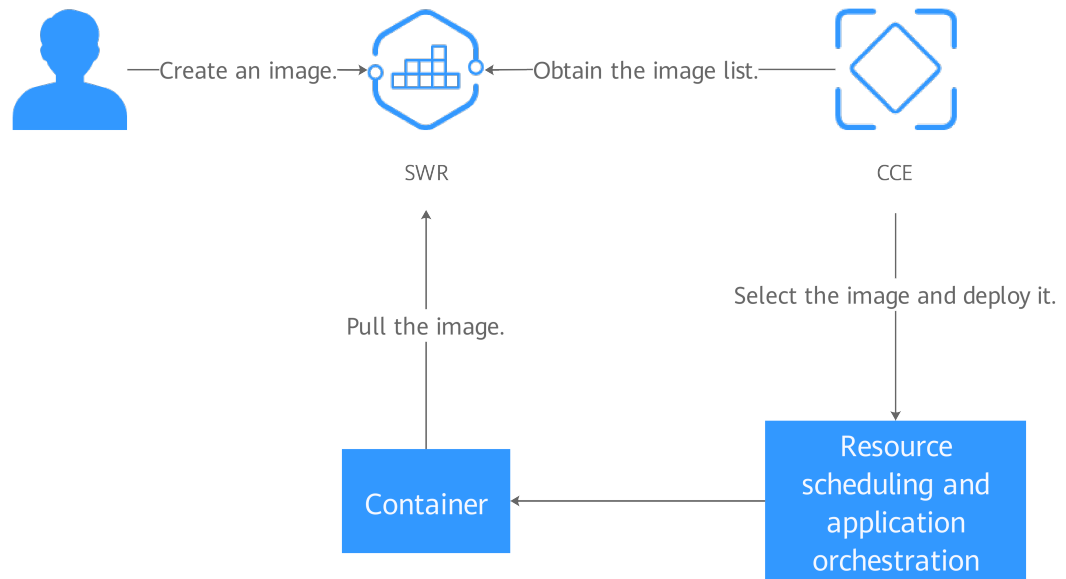 Create an image.
Obtain the image list.
SWR
CCE
Select the image and deploy it.
Pull the image.
Container
Resource
scheduling and
application
orchestration